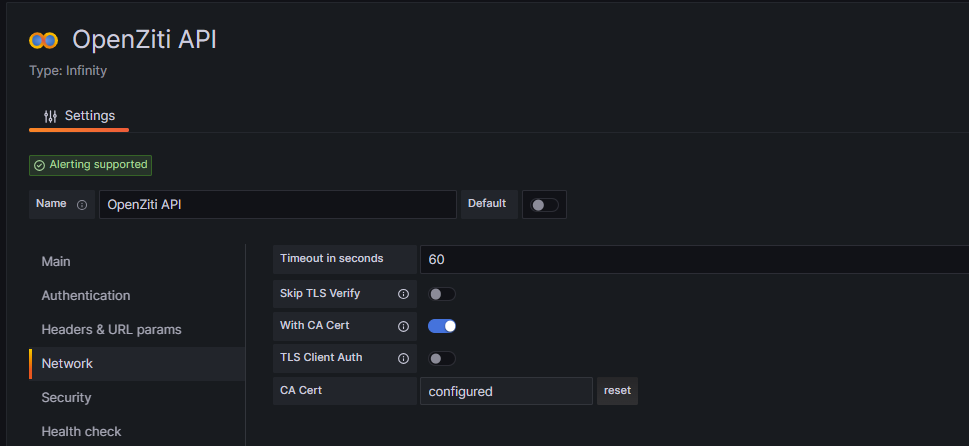 OpenZiti API
Type: Infinity
Settings
Alerting supported
Name OpenZiti API Default
Main
Authentication
Headers & URL params
Network
Security
Health check
Timeout in seconds 60
Skip TLS Verify
With CA Cert
TLS Client Auth
CA Cert configured reset